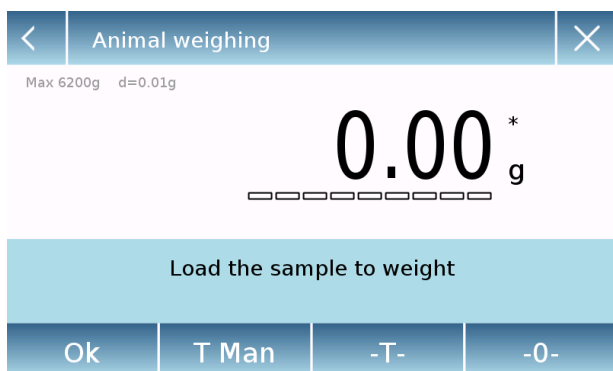 Animal weighing
Max 6200g d=0.01g
0.00 *
g
Load the sample to weight
Ok T Man -T- -0-